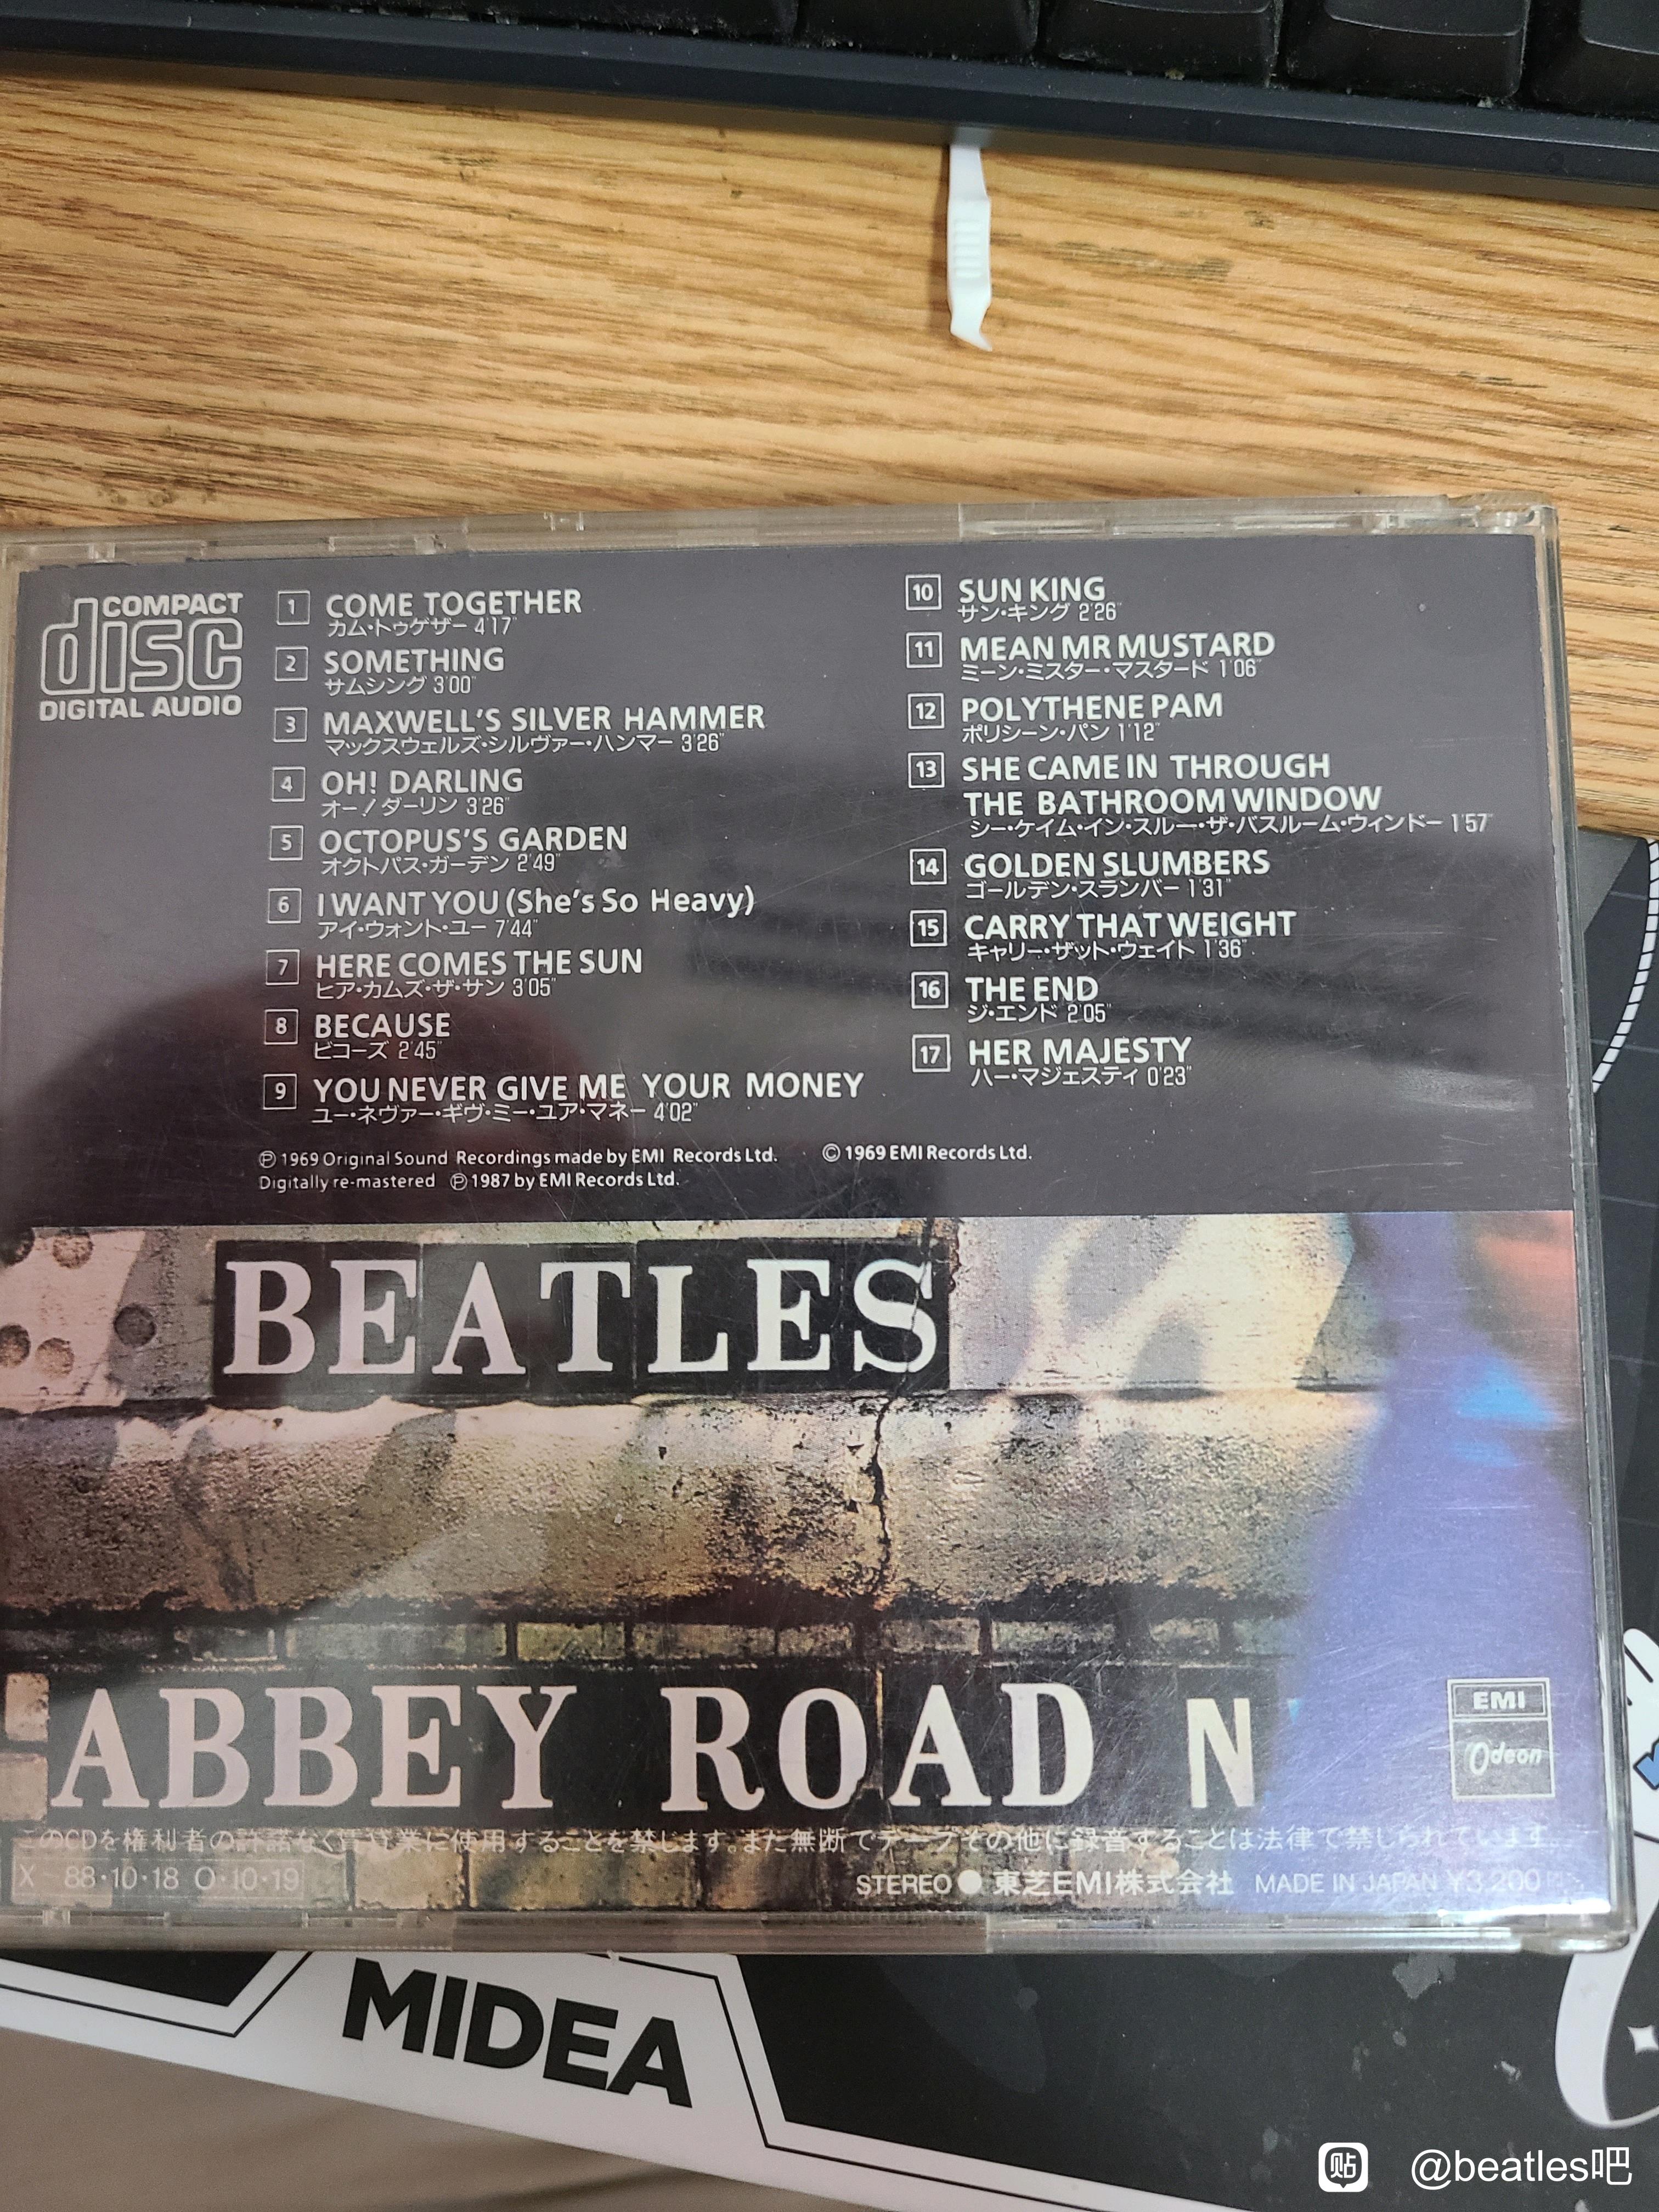 COMPACT
disc
DIGITAL AUDIO
1 COME TOGETHER
カム・トゥゲザー 4'17"
2 SOMETHING
サムシング 3'00"
3 MAXWELL'S SILVER HAMMER
マックスウェルズ・シルヴァー・ハンマー 3'26"
4 OH! DARLING
オー！ダーリン 3'26"
5 OCTOPUS'S GARDEN
オクトパス・ガーデン 2'49"
6 I WANT YOU (She's So Heavy)
アイ・ウォント・ユー 7'44"
7 HERE COMES THE SUN
ヒア・カムズ・ザ・サン 3'05"
8 BECAUSE
ビコーズ 2'45"
9 YOU NEVER GIVE ME YOUR MONEY
ユー・ネヴァー・ギヴ・ミー・ユア・マネー 4'02"
10 SUN KING
サン・キング 2'26"
11 MEAN MR MUSTARD
ミーン・ミスター・マスタード 1'06"
12 POLYTHENE PAM
ポリシーン・パン 1'12"
13 SHE CAME IN THROUGH
THE BATHROOM WINDOW
シー・ケイム・イン・スルー・ザ・バスルーム・ウィンドー 1'57"
14 GOLDEN SLUMBERS
ゴールデン・スランバー 1'31"
15 CARRY THAT WEIGHT
キャリー・ザット・ウェイト 1'36"
16 THE END
ジ・エンド 2'05"
17 HER MAJESTY
ハー・マジェスティ 0'23"
Ⓟ 1969 Original Sound Recordings made by EMI Records Ltd. © 1969 EMI Records Ltd.
Digitally re-mastered Ⓟ 1987 by EMI Records Ltd.
BEATLES
ABBEY ROAD N
EMI
Odeon
このCDを権利者の許諾なく賃貸業に使用することを禁じます。また無断でテープその他に録音することは法律で禁じられています。
X 88・10・18 O・10・19
STEREO ● 東芝EMI株式会社 MADE IN JAPAN ¥3,200
MIDEA
贴 @beatles吧